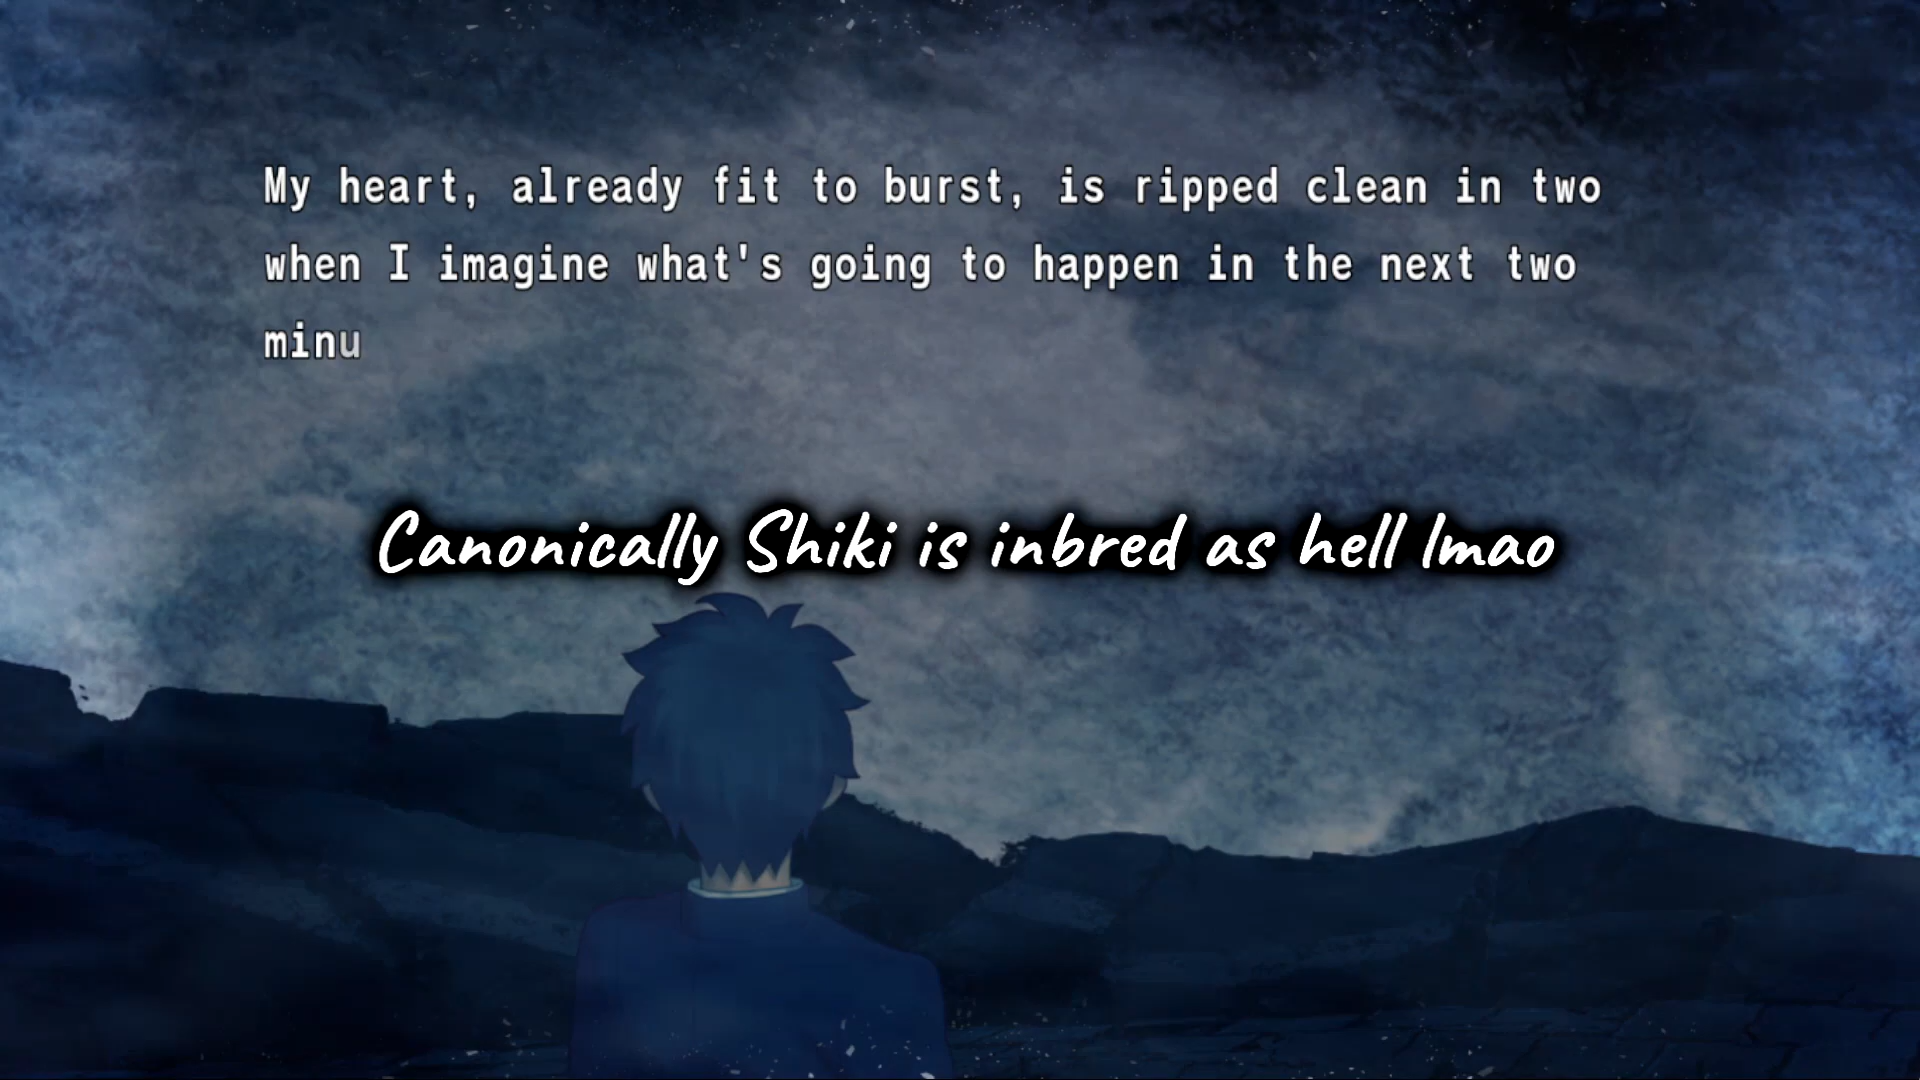 My heart, already fit to burst, is ripped clean in two
when I imagine what's going to happen in the next two
minu
Canonically Shiki is inbred as hell lmao